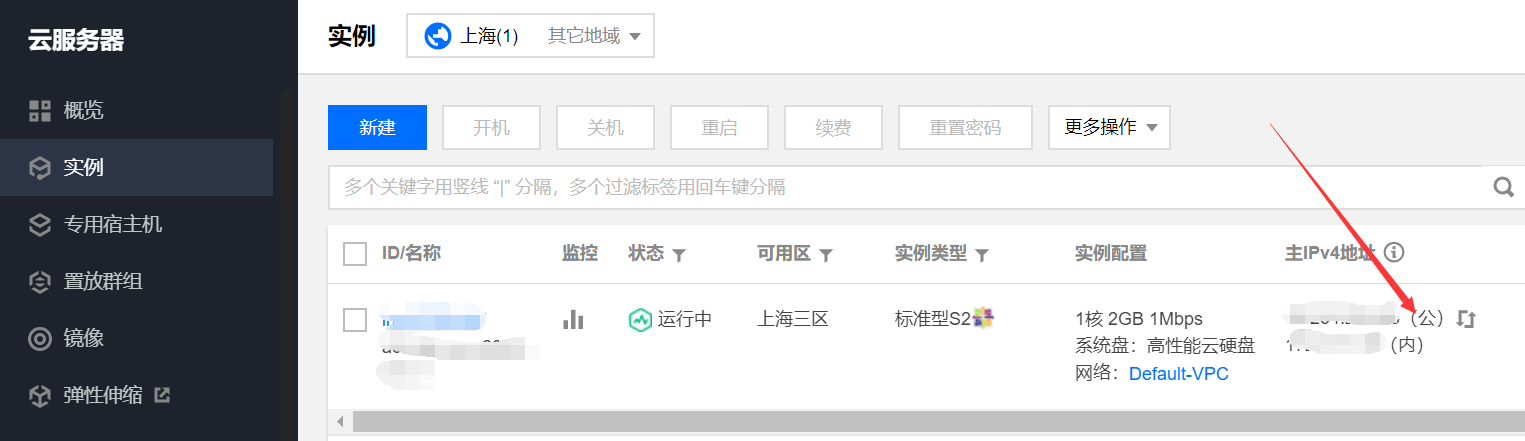 云服务器
概览
实例
专用宿主机
置放群组
镜像
弹性伸缩
实例 上海(1) 其它地域
新建 开机 关机 重启 续费 重置密码 更多操作
多个关键字用竖线 “|” 分隔，多个过滤标签用回车键分隔
ID/名称 监控 状态 可用区 实例类型 实例配置 主IPv4地址
运行中 上海三区 标准型S2 1核 2GB 1Mbps （公）
系统盘：高性能云硬盘 （内）
网络：Default-VPC